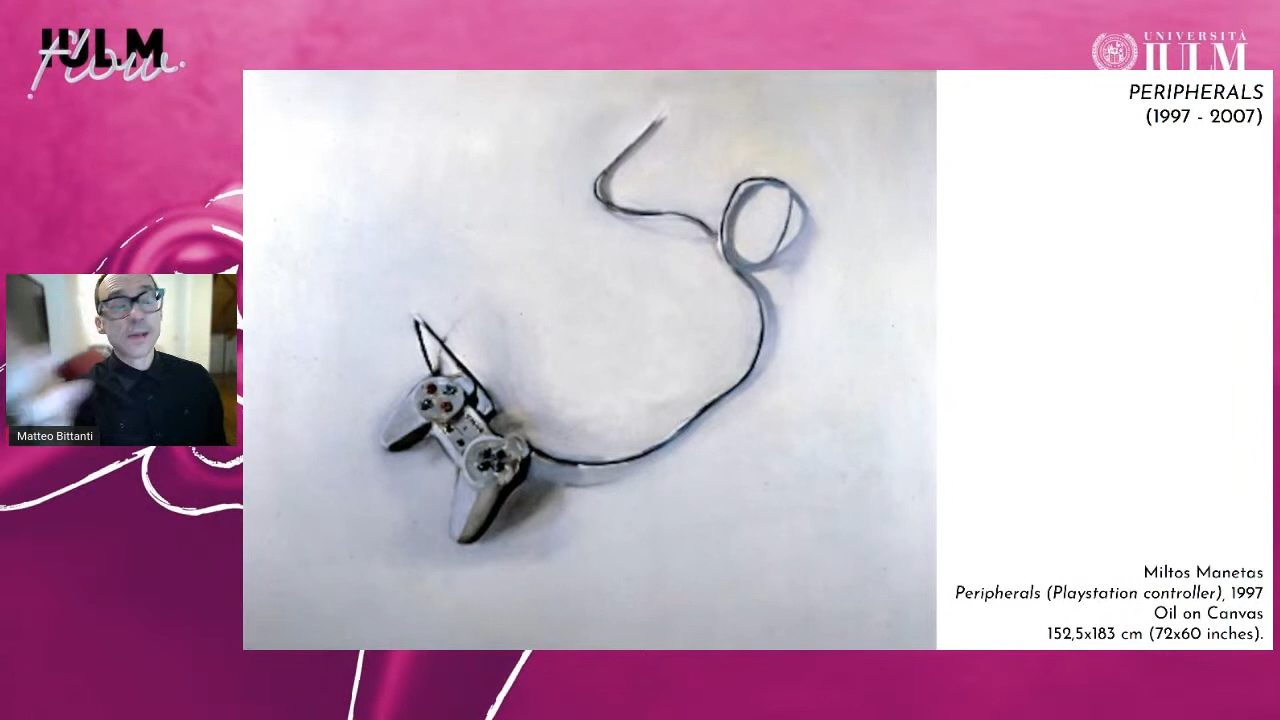 IULM
flow.
UNIVERSITÀ
IULM
PERIPHERALS
(1997 - 2007)
Matteo Bittanti
Miltos Manetas
Peripherals (Playstation controller), 1997
Oil on Canvas
152,5x183 cm (72x60 inches).